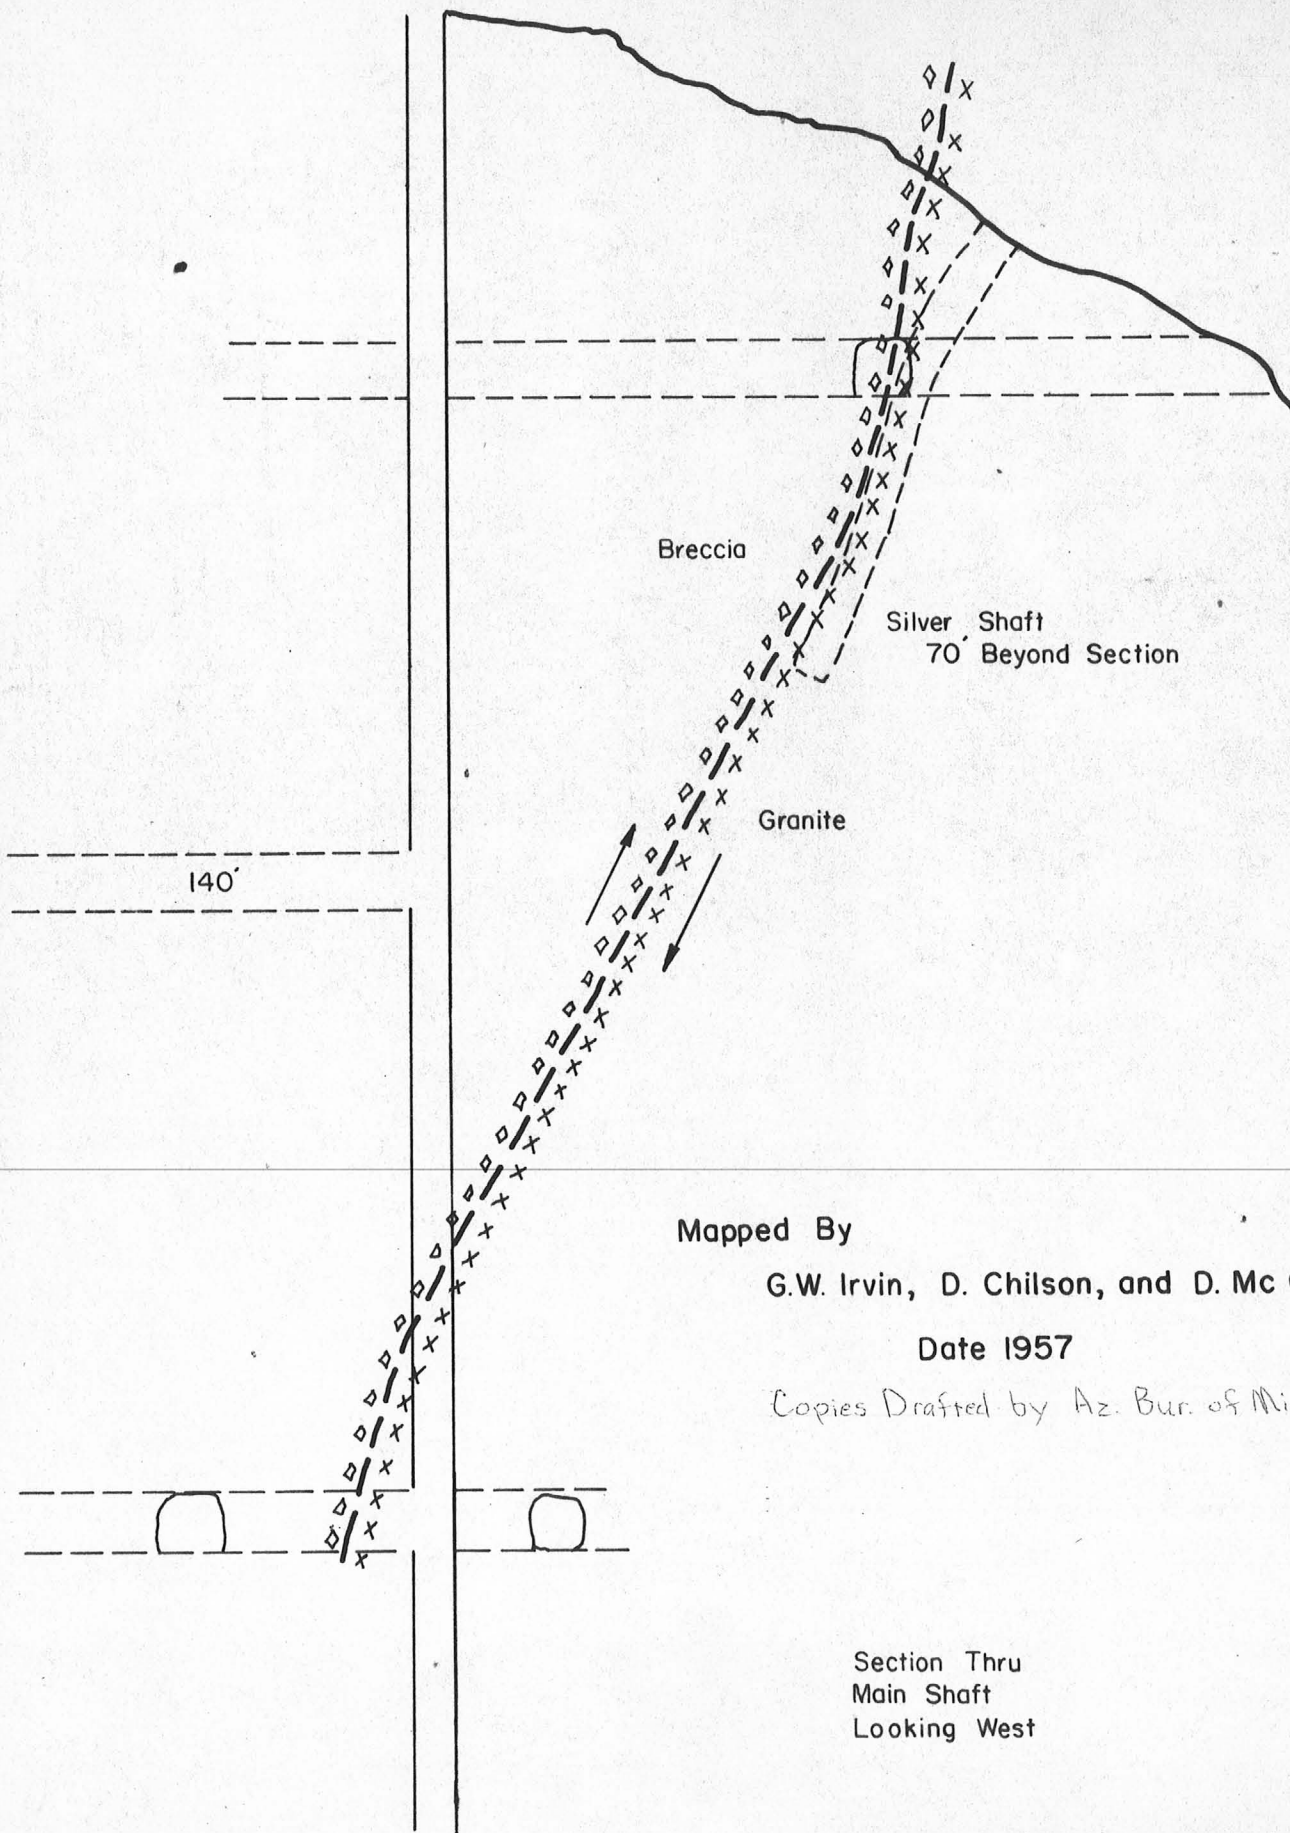 Breccia
Silver Shaft
70' Beyond Section
Granite
140'
Mapped By
G.W. Irvin, D. Chilson, and D. Mc
Date 1957
Copies Drafted by Az. Bur. of Mi
Section Thru
Main Shaft
Looking West